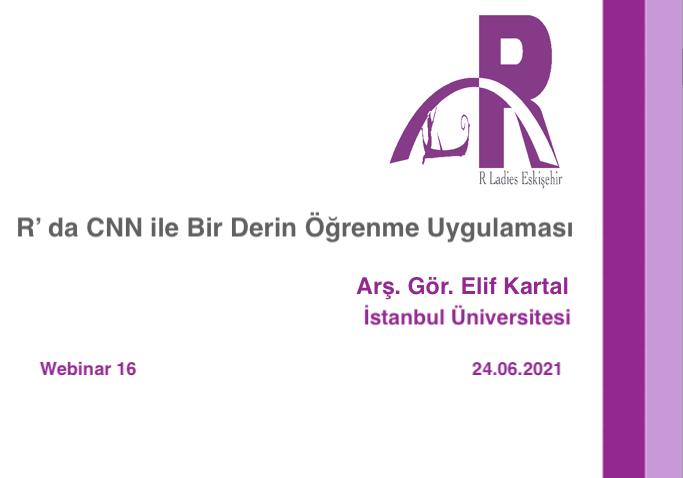 R
R Ladies Eskişehir
R’ da CNN ile Bir Derin Öğrenme Uygulaması
Arş. Gör. Elif Kartal
İstanbul Üniversitesi
Webinar 16
24.06.2021